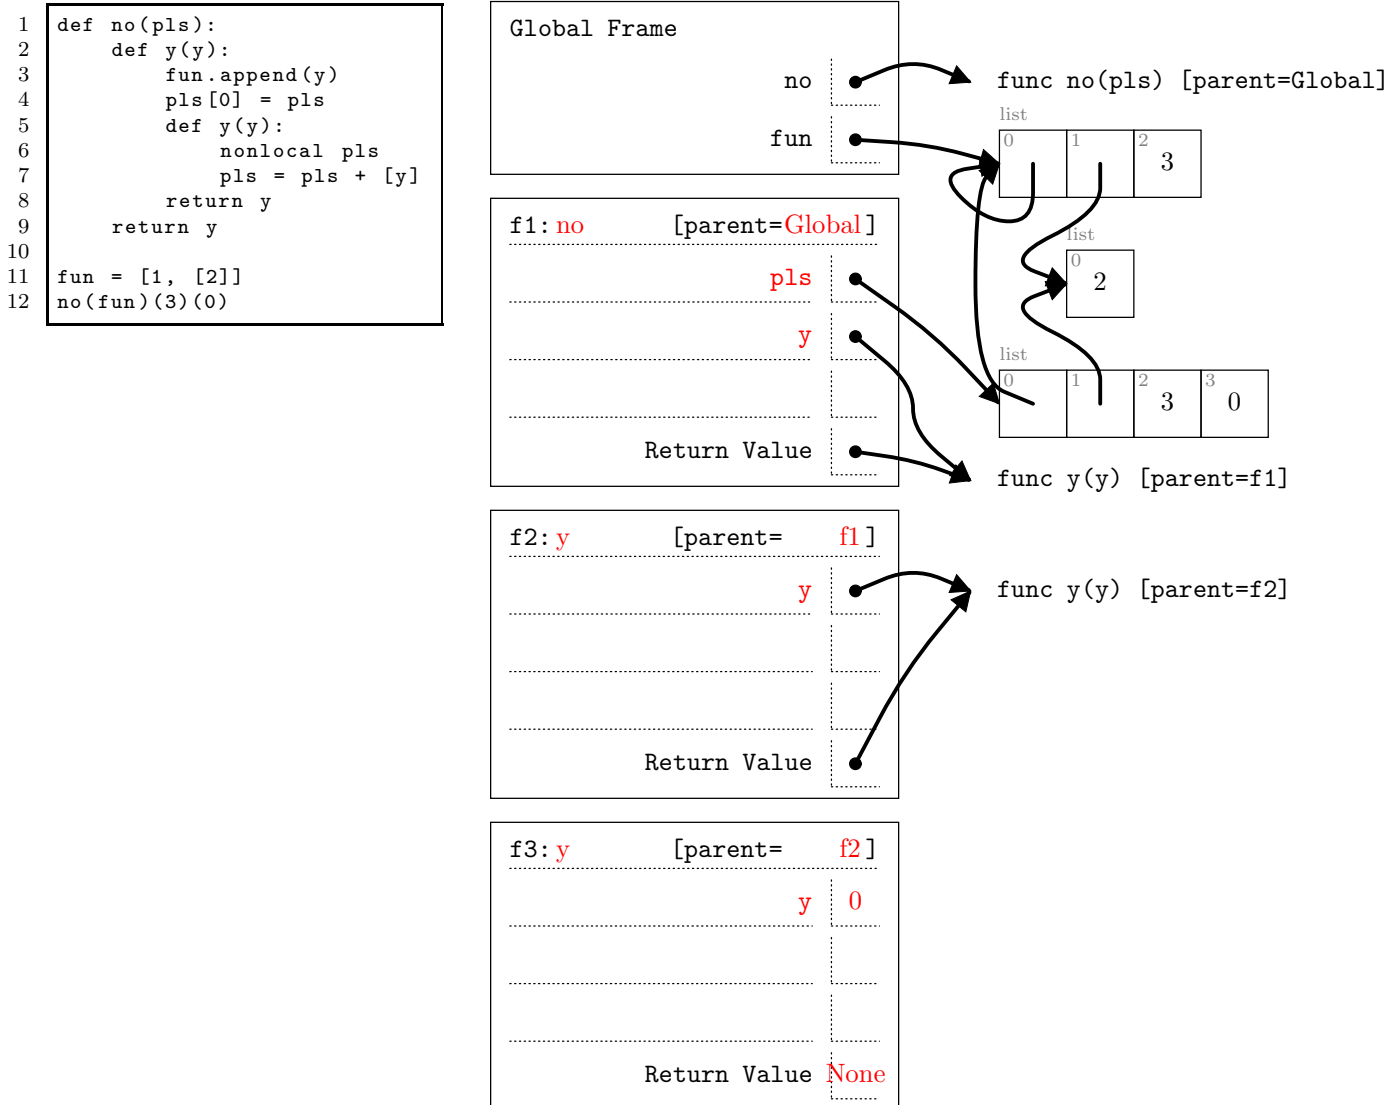 1 def no(pls):
2     def y(y):
3         fun.append(y)
4         pls[0] = pls
5         def y(y):
6             nonlocal pls
7             pls = pls + [y]
8         return y
9     return y
10
11 fun = [1, [2]]
12 no(fun)(3)(0)
Global Frame
no
func no(pls) [parent=Global]
fun
list
0 1 2
3
f1: no [parent=Global]
pls
list
0
2
y
list
0 1 2 3
3 0
Return Value
func y(y) [parent=f1]
f2: y [parent= f1]
y
func y(y) [parent=f2]
Return Value
f3: y [parent= f2]
y 0
Return Value None